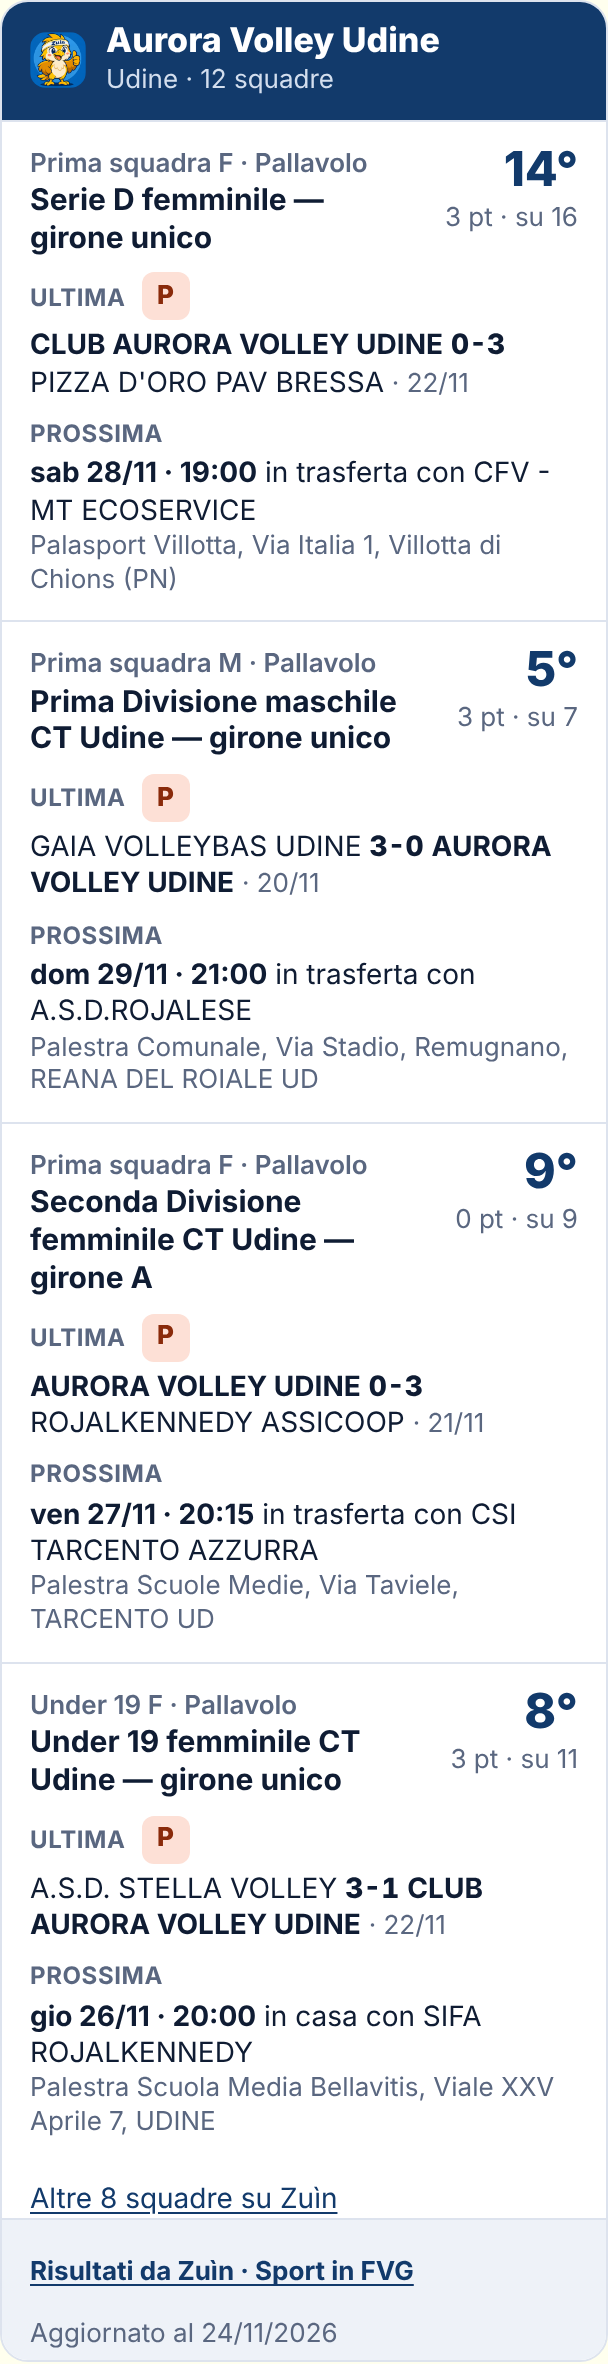 Zuìn
Aurora Volley Udine
Udine · 12 squadre
Prima squadra F · Pallavolo
14°
Serie D femminile —
girone unico
3 pt · su 16
ULTIMA P
CLUB AURORA VOLLEY UDINE 0-3
PIZZA D'ORO PAV BRESSA · 22/11
PROSSIMA
sab 28/11 · 19:00 in trasferta con CFV -
MT ECOSERVICE
Palasport Villotta, Via Italia 1, Villotta di
Chions (PN)
Prima squadra M · Pallavolo
5°
Prima Divisione maschile
CT Udine — girone unico
3 pt · su 7
ULTIMA P
GAIA VOLLEYBAS UDINE 3-0 AURORA
VOLLEY UDINE · 20/11
PROSSIMA
dom 29/11 · 21:00 in trasferta con
A.S.D.ROJALESE
Palestra Comunale, Via Stadio, Remugnano,
REANA DEL ROIALE UD
Prima squadra F · Pallavolo
9°
Seconda Divisione
femminile CT Udine —
girone A
0 pt · su 9
ULTIMA P
AURORA VOLLEY UDINE 0-3
ROJALKENNEDY ASSICOOP · 21/11
PROSSIMA
ven 27/11 · 20:15 in trasferta con CSI
TARCENTO AZZURRA
Palestra Scuole Medie, Via Taviele,
TARCENTO UD
Under 19 F · Pallavolo
8°
Under 19 femminile CT
Udine — girone unico
3 pt · su 11
ULTIMA P
A.S.D. STELLA VOLLEY 3-1 CLUB
AURORA VOLLEY UDINE · 22/11
PROSSIMA
gio 26/11 · 20:00 in casa con SIFA
ROJALKENNEDY
Palestra Scuola Media Bellavitis, Viale XXV
Aprile 7, UDINE
Altre 8 squadre su Zuìn
Risultati da Zuìn · Sport in FVG
Aggiornato al 24/11/2026